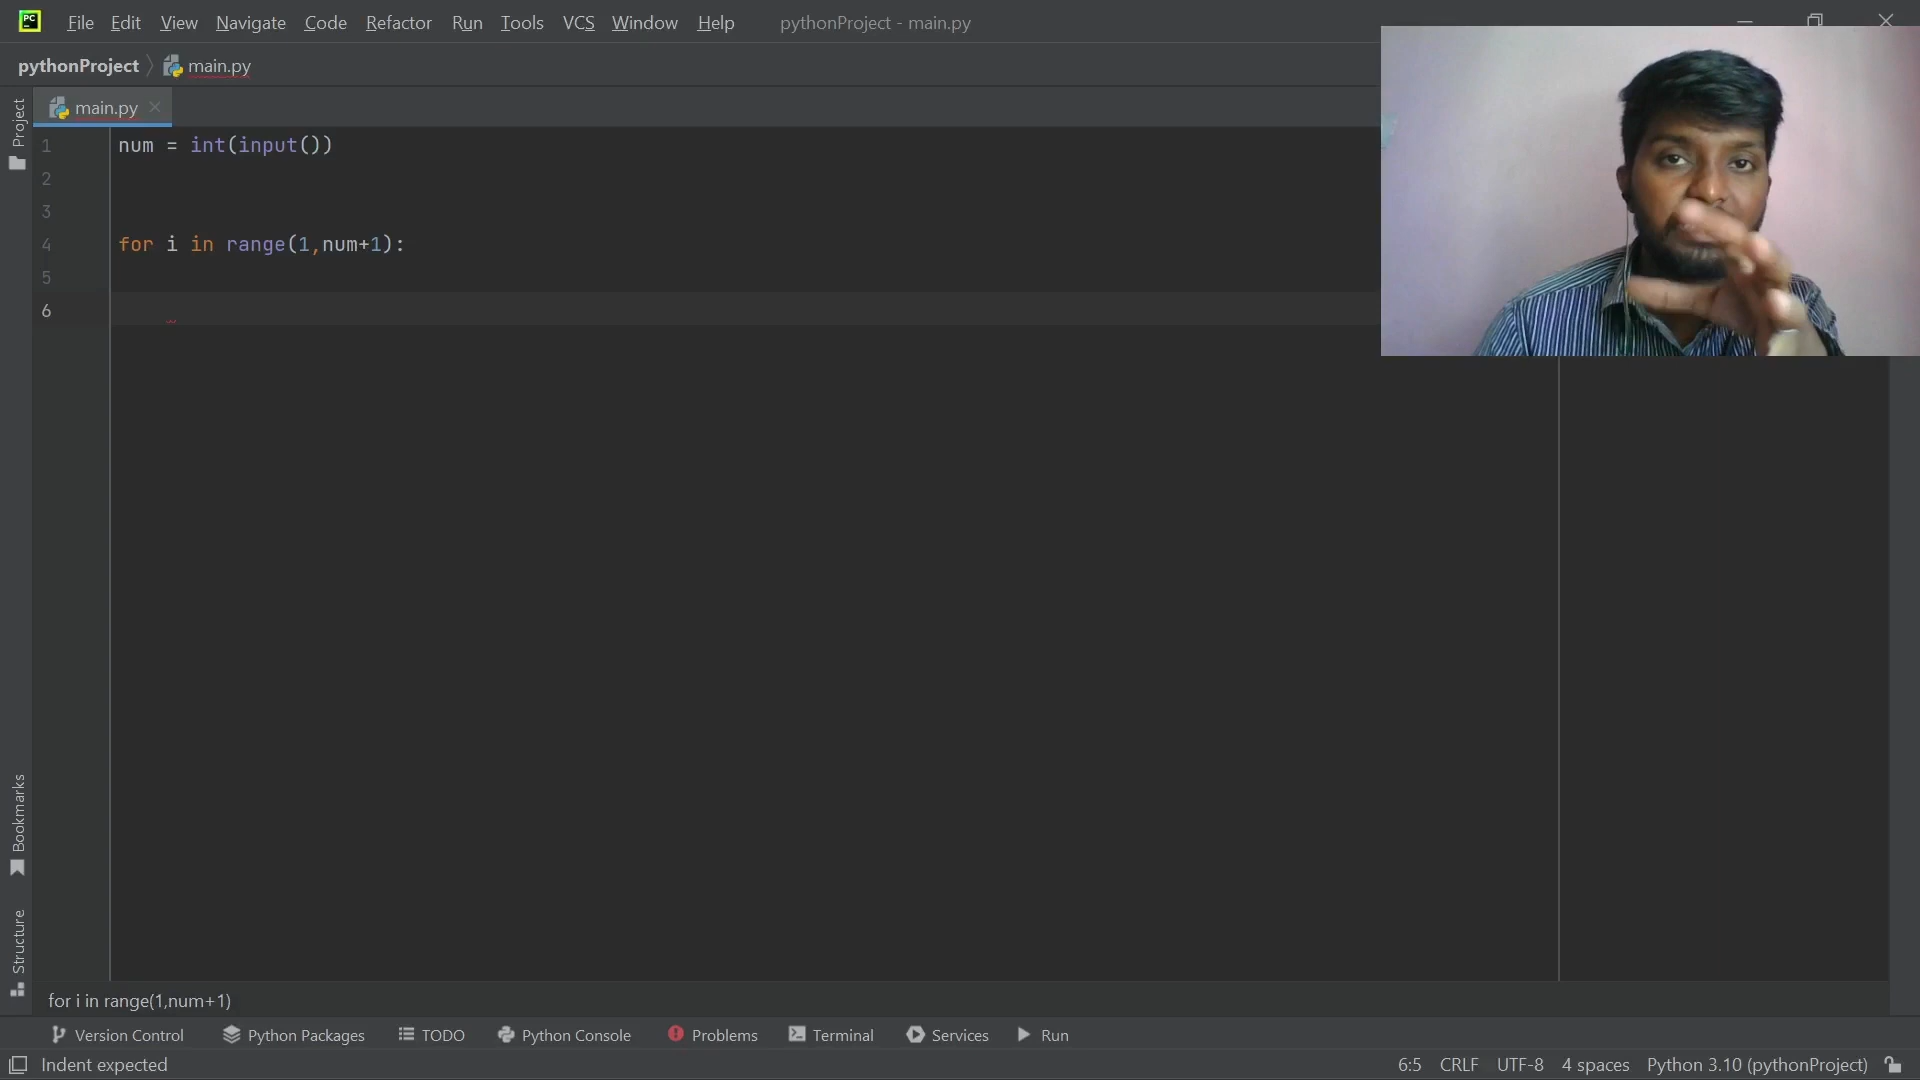 PC
File Edit View Navigate Code Refactor Run Tools VCS Window Help pythonProject - main.py
pythonProject main.py
main.py
Project
1 num = int(input())
2
3
4 for i in range(1,num+1):
5
6
Bookmarks
Structure
for i in range(1,num+1)
Version Control Python Packages TODO Python Console Problems Terminal Services Run
Indent expected 6:5 CRLF UTF-8 4 spaces Python 3.10 (pythonProject)